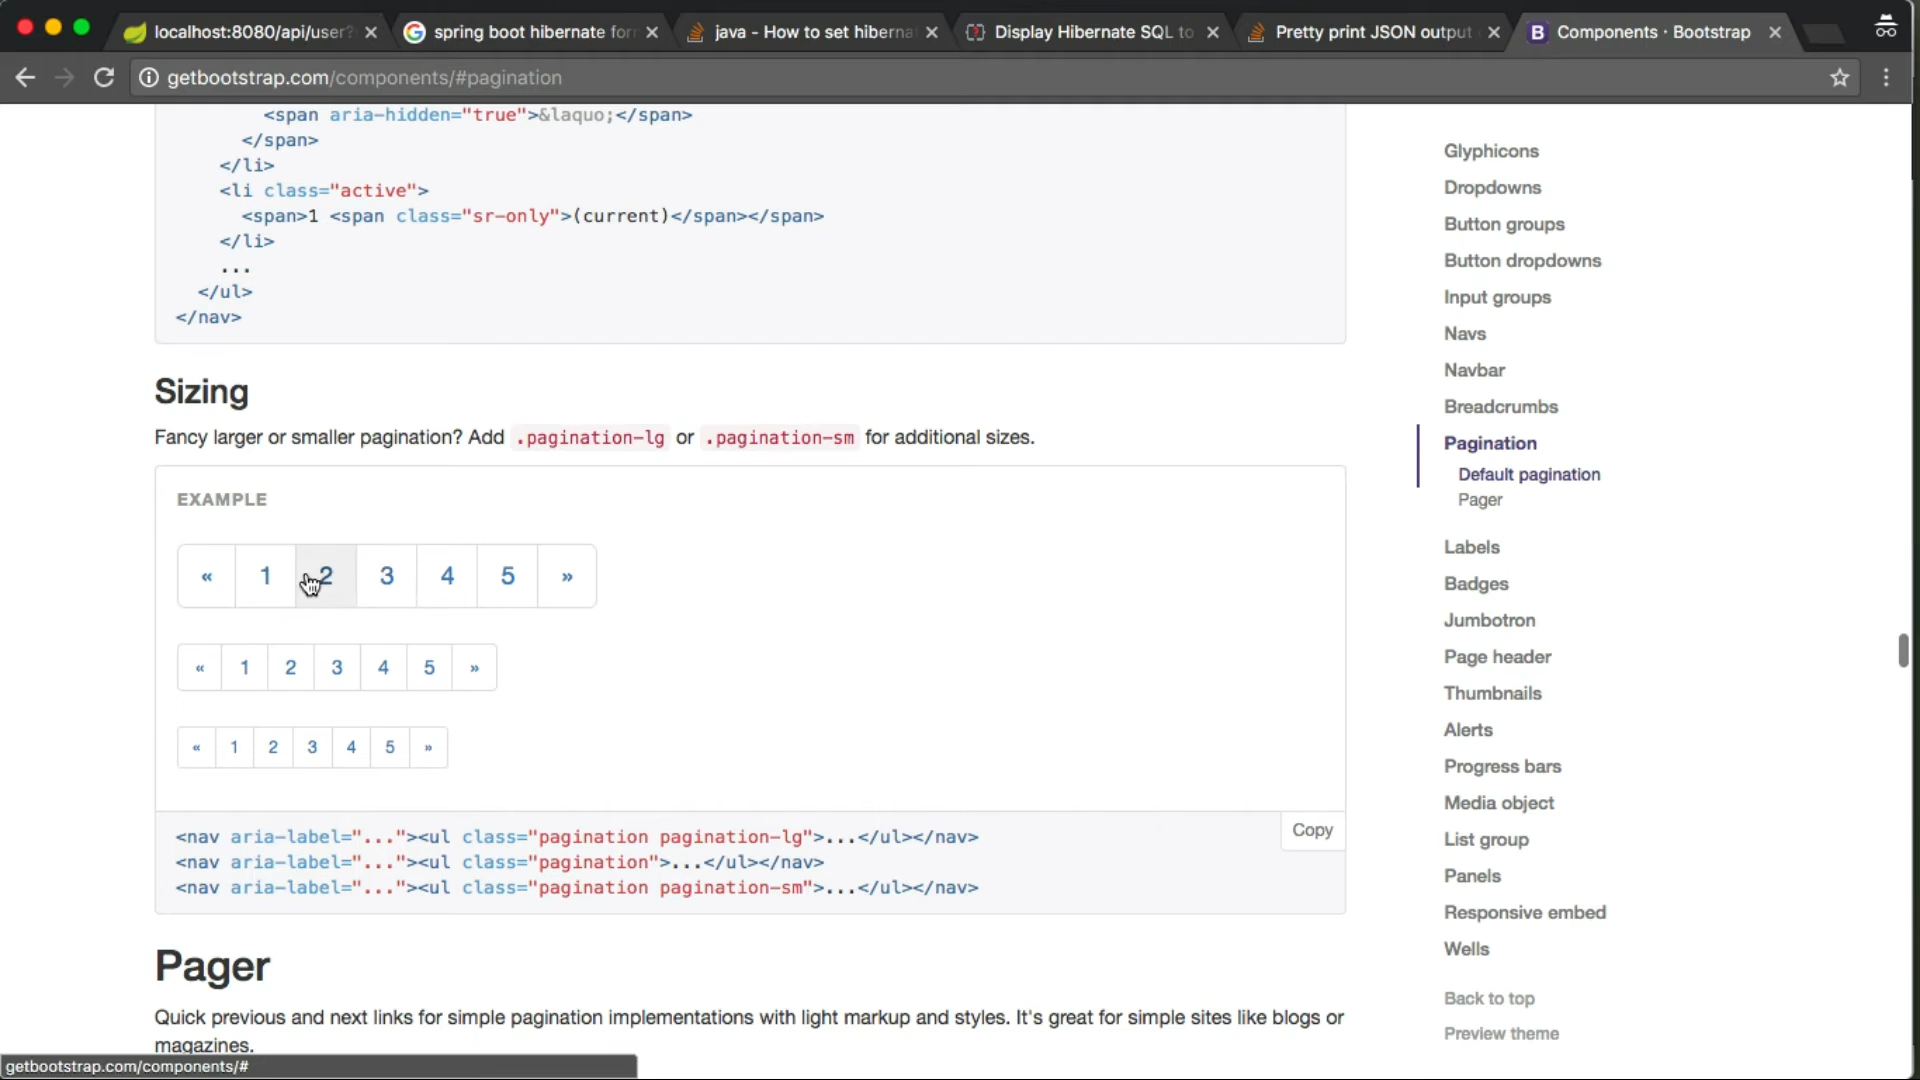 localhost:8080/api/user?
spring boot hibernate for
java - How to set hiberna
Display Hibernate SQL to
Pretty print JSON output
Components · Bootstrap
getbootstrap.com/components/#pagination
<span aria-hidden="true">&laquo;</span>
</span>
</li>
<li class="active">
<span>1 <span class="sr-only">(current)</span></span>
</li>
...
</ul>
</nav>
Sizing
Fancy larger or smaller pagination? Add .pagination-lg or .pagination-sm for additional sizes.
EXAMPLE
« 1 2 3 4 5 »
« 1 2 3 4 5 »
« 1 2 3 4 5 »
Copy
<nav aria-label="..."><ul class="pagination pagination-lg">...</ul></nav>
<nav aria-label="..."><ul class="pagination">...</ul></nav>
<nav aria-label="..."><ul class="pagination pagination-sm">...</ul></nav>
Pager
Quick previous and next links for simple pagination implementations with light markup and styles. It's great for simple sites like blogs or
magazines.
getbootstrap.com/components/#
Glyphicons
Dropdowns
Button groups
Button dropdowns
Input groups
Navs
Navbar
Breadcrumbs
Pagination
Default pagination
Pager
Labels
Badges
Jumbotron
Page header
Thumbnails
Alerts
Progress bars
Media object
List group
Panels
Responsive embed
Wells
Back to top
Preview theme